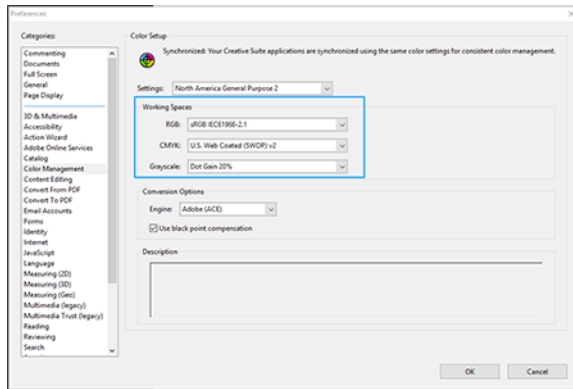 Preferences
Categories:
Commenting
Documents
Full Screen
General
Page Display
3D & Multimedia
Accessibility
Action Wizard
Adobe Online Services
Catalog
Color Management
Content Editing
Convert From PDF
Convert To PDF
Email Accounts
Forms
Identity
Internet
JavaScript
Language
Measuring (2D)
Measuring (3D)
Measuring (Geo)
Multimedia (legacy)
Multimedia Trust (legacy)
Reading
Reviewing
Search
Color Setup
Synchronized: Your Creative Suite applications are synchronized using the same color settings for consistent color management.
Settings: North America General Purpose 2
Working Spaces
RGB: sRGB IEC61966-2.1
CMYK: U.S. Web Coated (SWOP) v2
Grayscale: Dot Gain 20%
Conversion Options
Engine: Adobe (ACE)
Use black point compensation
Description
OK Cancel